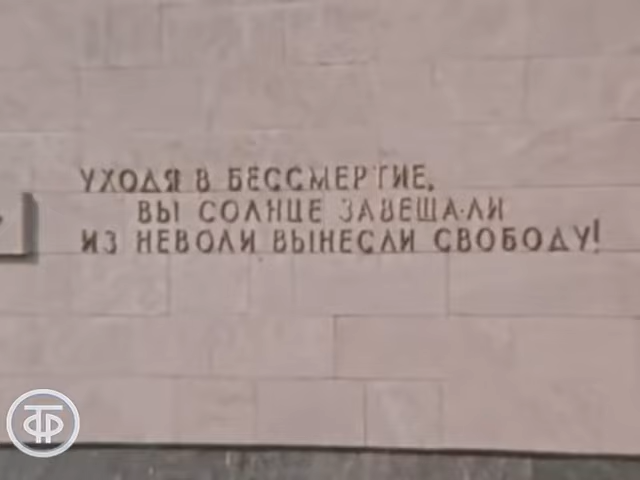 УХОДЯ В БЕССМЕРТИЕ,
ВЫ СОЛНЦЕ ЗАВЕЩАЛИ
ИЗ НЕВОЛИ ВЫНЕСЛИ СВОБОДУ!